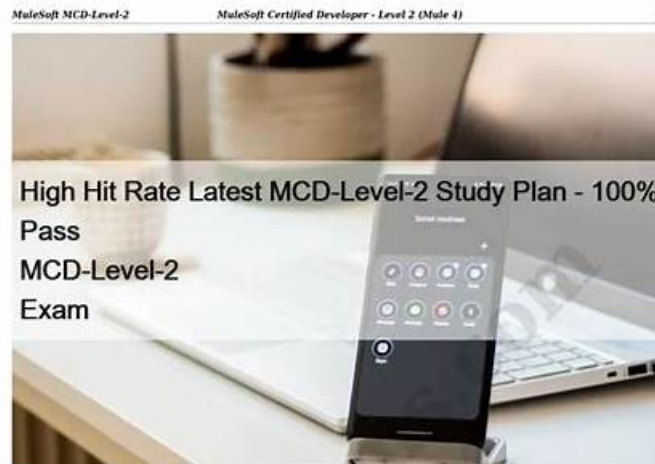 MuleSoft MCD-Level-2 MuleSoft Certified Developer - Level 2 (Mule 4)
High Hit Rate Latest MCD-Level-2 Study Plan - 100%
Pass
MCD-Level-2
Exam